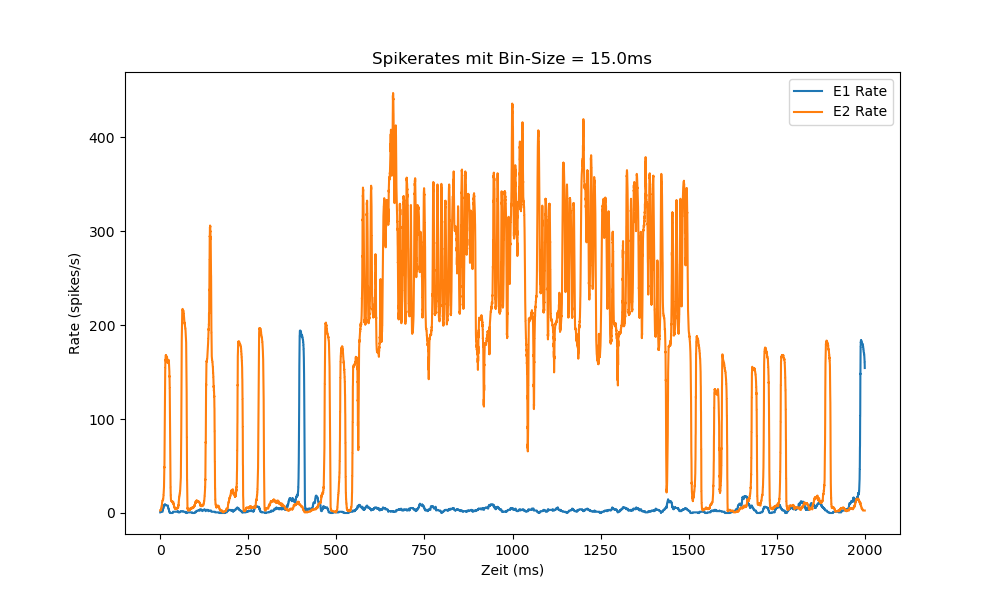 Spikerates mit Bin-Size = 15.0ms
E1 Rate
E2 Rate
Rate (spikes/s)
400
300
200
100
0
0 250 500 750 1000 1250 1500 1750 2000
Zeit (ms)